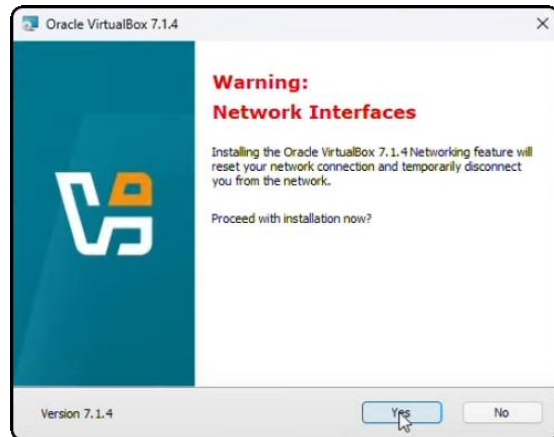 Oracle VirtualBox 7.1.4
Warning:
Network Interfaces
Installing the Oracle VirtualBox 7.1.4 Networking feature will
reset your network connection and temporarily disconnect
you from the network.
Proceed with installation now?
Version 7.1.4
Yes
No